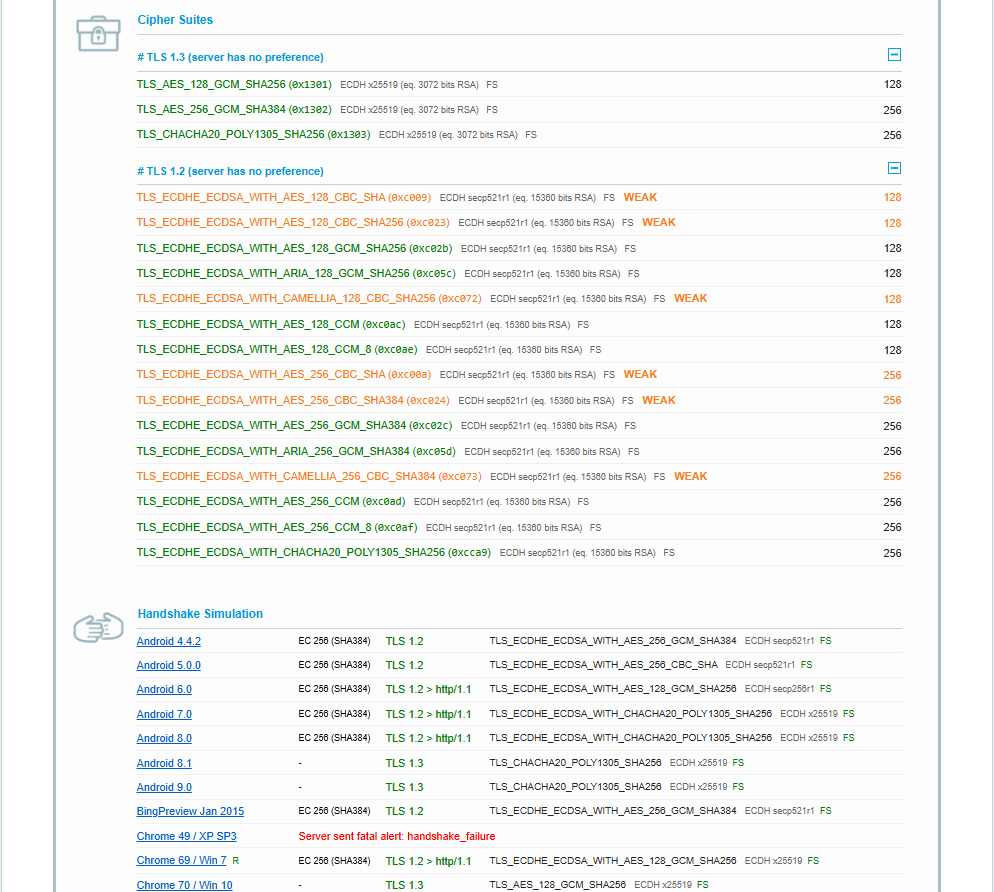 Cipher Suites
# TLS 1.3 (server has no preference)
TLS_AES_128_GCM_SHA256 (0x1301) ECDH x25519 (eq. 3072 bits RSA) FS 128
TLS_AES_256_GCM_SHA384 (0x1302) ECDH x25519 (eq. 3072 bits RSA) FS 256
TLS_CHACHA20_POLY1305_SHA256 (0x1303) ECDH x25519 (eq. 3072 bits RSA) FS 256
# TLS 1.2 (server has no preference)
TLS_ECDHE_ECDSA_WITH_AES_128_CBC_SHA (0xc009) ECDH secp521r1 (eq. 15360 bits RSA) FS WEAK 128
TLS_ECDHE_ECDSA_WITH_AES_128_CBC_SHA256 (0xc023) ECDH secp521r1 (eq. 15360 bits RSA) FS WEAK 128
TLS_ECDHE_ECDSA_WITH_AES_128_GCM_SHA256 (0xc02b) ECDH secp521r1 (eq. 15360 bits RSA) FS 128
TLS_ECDHE_ECDSA_WITH_ARIA_128_GCM_SHA256 (0xc05c) ECDH secp521r1 (eq. 15360 bits RSA) FS 128
TLS_ECDHE_ECDSA_WITH_CAMELLIA_128_CBC_SHA256 (0xc072) ECDH secp521r1 (eq. 15360 bits RSA) FS WEAK 128
TLS_ECDHE_ECDSA_WITH_AES_128_CCM (0xc0ac) ECDH secp521r1 (eq. 15360 bits RSA) FS 128
TLS_ECDHE_ECDSA_WITH_AES_128_CCM_8 (0xc0ae) ECDH secp521r1 (eq. 15360 bits RSA) FS 128
TLS_ECDHE_ECDSA_WITH_AES_256_CBC_SHA (0xc00a) ECDH secp521r1 (eq. 15360 bits RSA) FS WEAK 256
TLS_ECDHE_ECDSA_WITH_AES_256_CBC_SHA384 (0xc024) ECDH secp521r1 (eq. 15360 bits RSA) FS WEAK 256
TLS_ECDHE_ECDSA_WITH_AES_256_GCM_SHA384 (0xc02c) ECDH secp521r1 (eq. 15360 bits RSA) FS 256
TLS_ECDHE_ECDSA_WITH_ARIA_256_GCM_SHA384 (0xc05d) ECDH secp521r1 (eq. 15360 bits RSA) FS 256
TLS_ECDHE_ECDSA_WITH_CAMELLIA_256_CBC_SHA384 (0xc073) ECDH secp521r1 (eq. 15360 bits RSA) FS WEAK 256
TLS_ECDHE_ECDSA_WITH_AES_256_CCM (0xc0ad) ECDH secp521r1 (eq. 15360 bits RSA) FS 256
TLS_ECDHE_ECDSA_WITH_AES_256_CCM_8 (0xc0af) ECDH secp521r1 (eq. 15360 bits RSA) FS 256
TLS_ECDHE_ECDSA_WITH_CHACHA20_POLY1305_SHA256 (0xcca9) ECDH secp521r1 (eq. 15360 bits RSA) FS 256
Handshake Simulation
Android 4.4.2 EC 256 (SHA384) TLS 1.2 TLS_ECDHE_ECDSA_WITH_AES_256_GCM_SHA384 ECDH secp521r1 FS
Android 5.0.0 EC 256 (SHA384) TLS 1.2 TLS_ECDHE_ECDSA_WITH_AES_256_CBC_SHA ECDH secp521r1 FS
Android 6.0 EC 256 (SHA384) TLS 1.2 > http/1.1 TLS_ECDHE_ECDSA_WITH_AES_128_GCM_SHA256 ECDH secp256r1 FS
Android 7.0 EC 256 (SHA384) TLS 1.2 > http/1.1 TLS_ECDHE_ECDSA_WITH_CHACHA20_POLY1305_SHA256 ECDH x25519 FS
Android 8.0 EC 256 (SHA384) TLS 1.2 > http/1.1 TLS_ECDHE_ECDSA_WITH_CHACHA20_POLY1305_SHA256 ECDH x25519 FS
Android 8.1 - TLS 1.3 TLS_CHACHA20_POLY1305_SHA256 ECDH x25519 FS
Android 9.0 - TLS 1.3 TLS_CHACHA20_POLY1305_SHA256 ECDH x25519 FS
BingPreview Jan 2015 EC 256 (SHA384) TLS 1.2 TLS_ECDHE_ECDSA_WITH_AES_256_GCM_SHA384 ECDH secp521r1 FS
Chrome 49 / XP SP3 Server sent fatal alert: handshake_failure
Chrome 69 / Win 7 R EC 256 (SHA384) TLS 1.2 > http/1.1 TLS_ECDHE_ECDSA_WITH_AES_128_GCM_SHA256 ECDH x25519 FS
Chrome 70 / Win 10 - TLS 1.3 TLS_AES_128_GCM_SHA256 ECDH x25519 FS